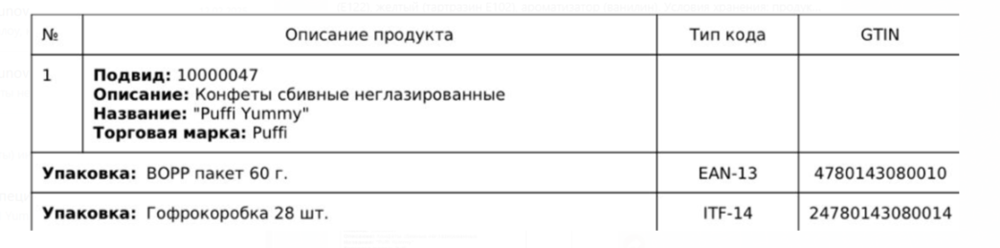 № Описание продукта Тип кода GTIN
1 Подвид: 10000047
Описание: Конфеты сбивные неглазированные
Название: "Puffi Yummy"
Торговая марка: Puffi
Упаковка: BOPP пакет 60 г. EAN-13 4780143080010
Упаковка: Гофрокоробка 28 шт. ITF-14 24780143080014